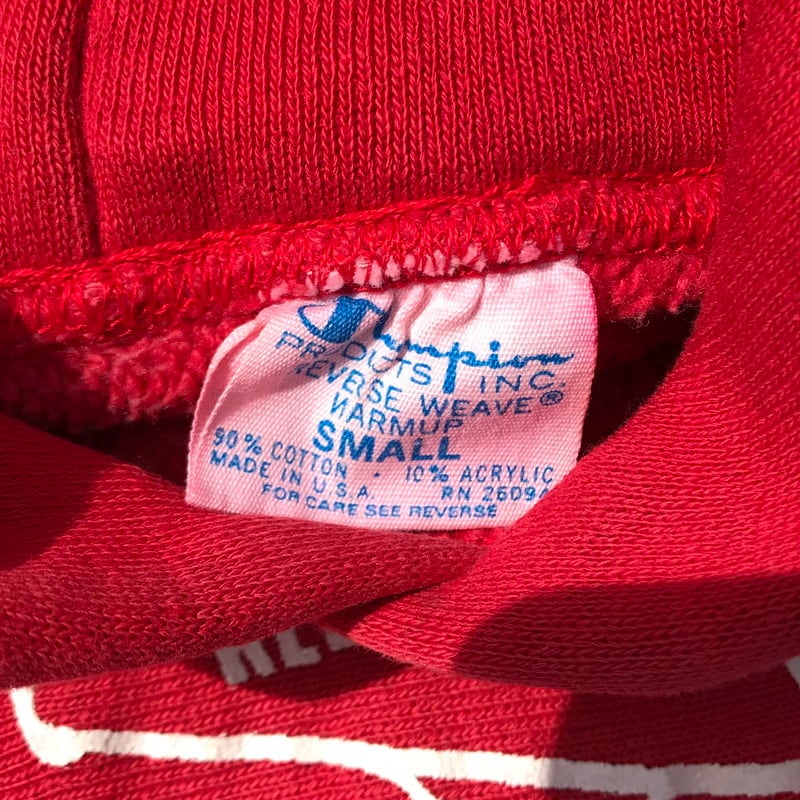 Champion
PRODUCTS INC.
REVERSE WEAVE®
WARMUP
SMALL
90% COTTON · 10% ACRYLIC
MADE IN U.S.A. RN 26094
FOR CARE SEE REVERSE